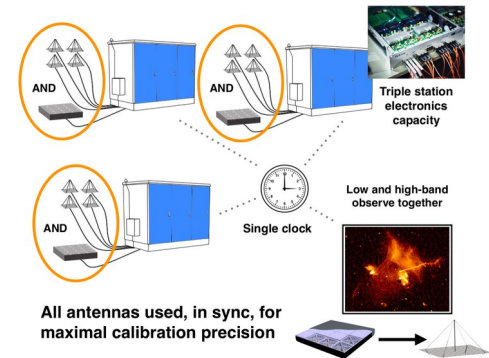 AND
AND
Triple station
electronics
capacity
AND
Single clock
Low and high-band
observe together
All antennas used, in sync, for
maximal calibration precision